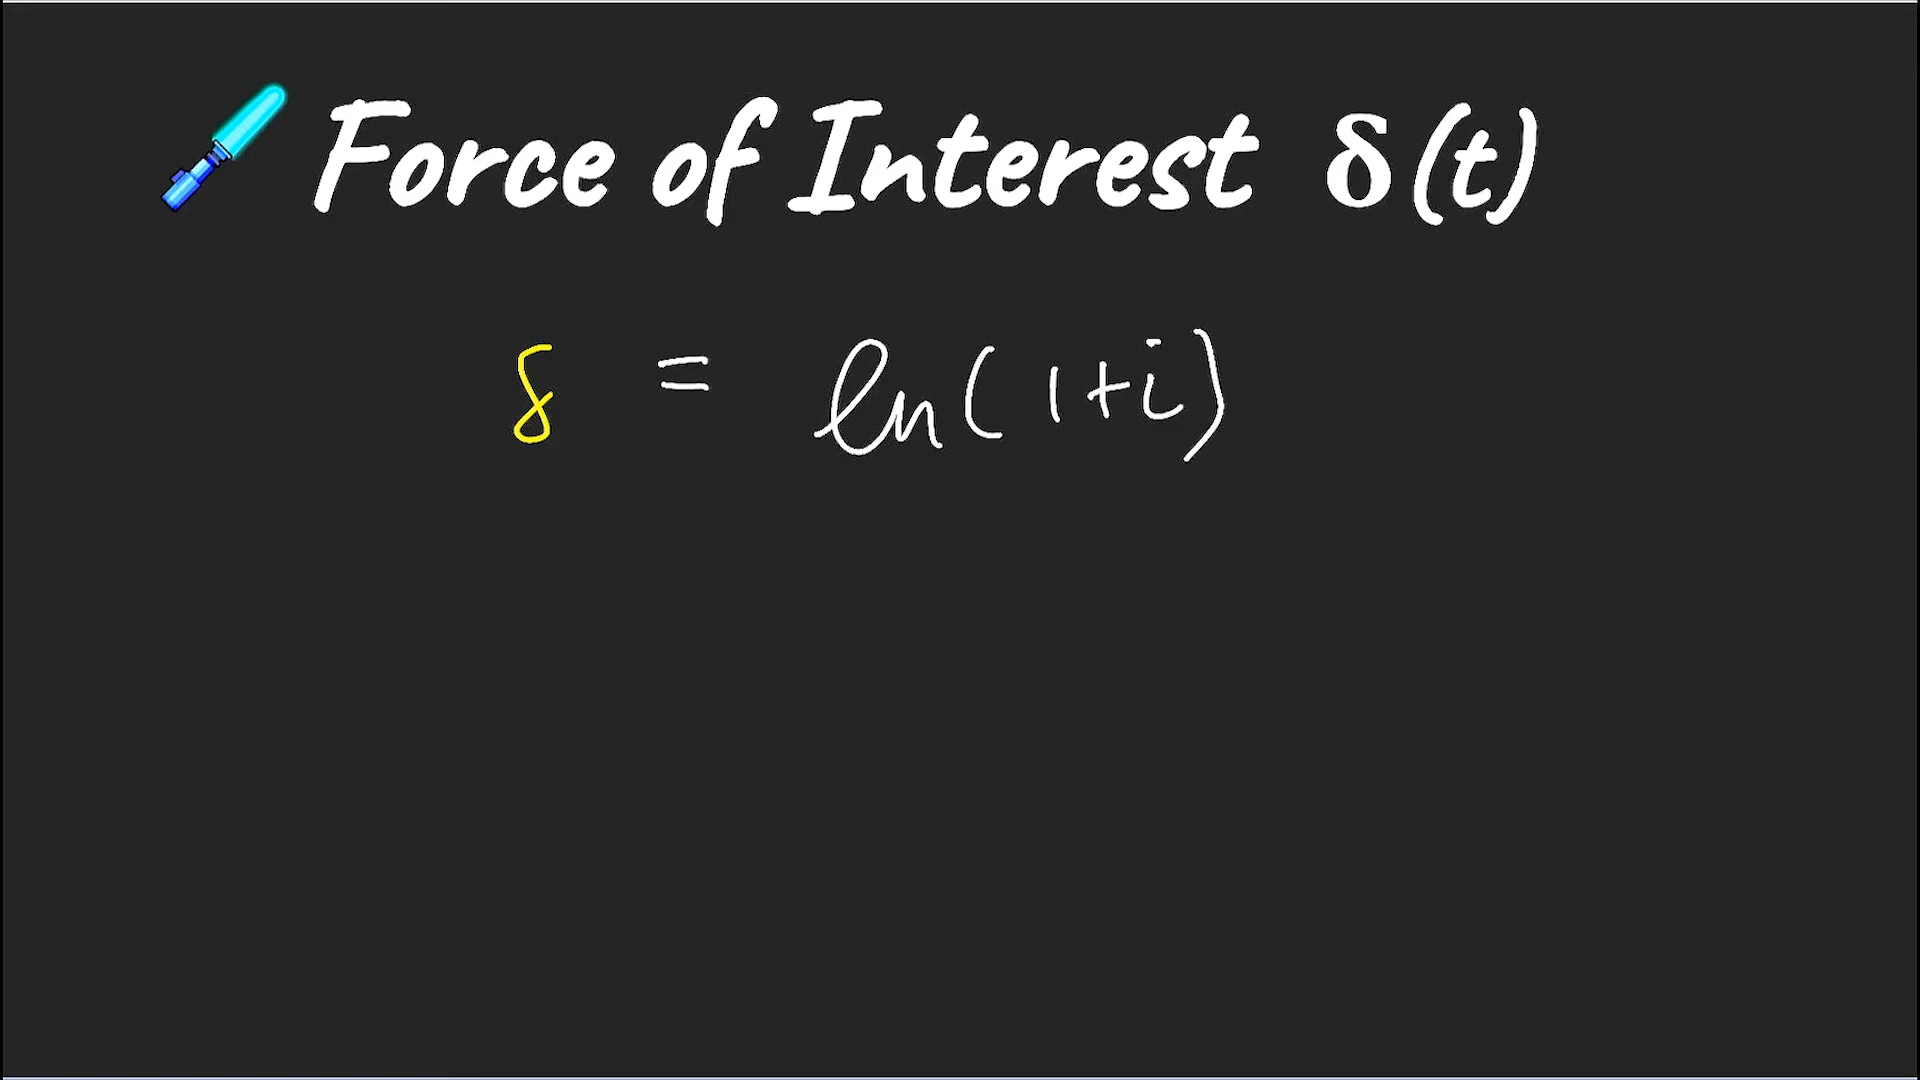 Force of Interest δ(t)
δ = ln(1+i)